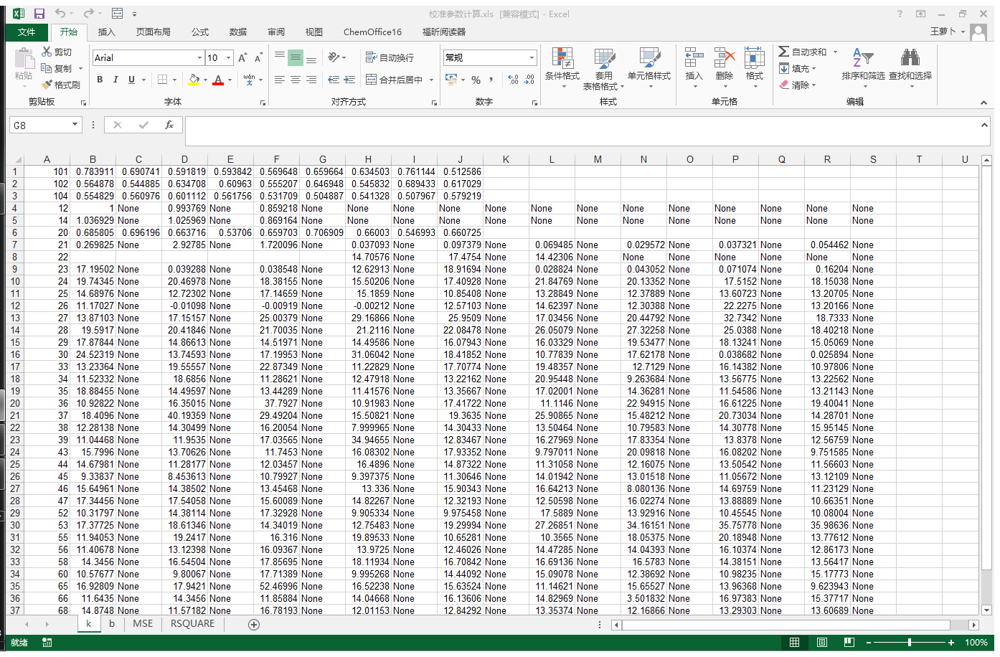 校准参数计算.xls [兼容模式] - Excel
文件 开始 插入 页面布局 公式 数据 审阅 视图 ChemOffice16 福昕阅读器 王萝卜
粘贴 剪切 复制 格式刷 剪贴板
Arial 10 B I U wén 文 字体
自动换行 合并后居中 对齐方式
常规 % 数字
条件格式 套用表格格式 单元格样式 样式
插入 删除 格式 单元格
自动求和 填充 清除 排序和筛选 查找和选择 编辑
G8 fx
A B C D E F G H I J K L M N O P Q R S T U
1 101 0.783911 0.690741 0.591819 0.593842 0.569648 0.659664 0.634503 0.761144 0.512586
2 102 0.564878 0.544885 0.634708 0.60963 0.555207 0.646948 0.545832 0.689433 0.617029
3 104 0.554829 0.560976 0.601112 0.561756 0.531709 0.504887 0.541328 0.507967 0.579219
4 12 1 None 0.993769 None 0.859218 None None None None None None None None None None None None None
5 14 1.036929 None 1.025969 None 0.869164 None None None None None None None None None None None None None
6 20 0.685805 0.696196 0.663716 0.53706 0.659703 0.706909 0.66003 0.546993 0.660725
7 21 0.269825 None 2.92785 None 1.720096 None 0.037093 None 0.097379 None 0.069485 None 0.029572 None 0.037321 None 0.054462 None
8 22 14.70576 None 17.4754 None 14.42306 None None None None None None None
9 23 17.19502 None 0.039288 None 0.038548 None 12.62913 None 18.91694 None 0.028824 None 0.043052 None 0.071074 None 0.16204 None
10 24 19.74345 None 20.46978 None 18.38155 None 15.50206 None 17.40928 None 21.84769 None 20.13352 None 17.5152 None 18.15038 None
11 25 14.68976 None 12.72302 None 17.14659 None 15.1859 None 10.85408 None 13.28849 None 12.37889 None 13.60723 None 13.20705 None
12 26 11.17027 None -0.01098 None -0.00919 None -0.00212 None 12.57103 None 14.62397 None 12.30388 None 22.2275 None 13.20166 None
13 27 13.87103 None 17.15157 None 25.00379 None 29.16866 None 25.9509 None 17.03456 None 20.44792 None 32.7342 None 18.7333 None
14 28 19.5917 None 20.41846 None 21.70035 None 21.2116 None 22.08478 None 26.05079 None 27.32258 None 25.0388 None 18.40218 None
15 29 17.87844 None 14.86613 None 14.51971 None 14.49586 None 16.07943 None 16.03329 None 19.53477 None 18.13241 None 15.05069 None
16 30 24.52319 None 13.74593 None 17.19953 None 31.06042 None 18.41852 None 10.77839 None 17.62178 None 0.038682 None 0.025894 None
17 33 13.23364 None 19.55557 None 22.87349 None 11.22829 None 17.70774 None 19.48357 None 12.7129 None 16.14382 None 10.97806 None
18 34 11.52332 None 18.6856 None 11.28621 None 12.47918 None 13.22162 None 20.95448 None 9.263684 None 13.56775 None 13.22562 None
19 35 18.88455 None 14.49597 None 13.44289 None 11.41576 None 13.35667 None 17.02001 None 14.36281 None 11.54586 None 13.21143 None
20 36 10.92822 None 16.35015 None 37.7927 None 10.91983 None 17.41722 None 11.1146 None 22.94915 None 16.61225 None 19.40041 None
21 37 18.4096 None 40.19359 None 29.49204 None 15.50821 None 19.3635 None 25.90865 None 15.48212 None 20.73034 None 14.28701 None
22 38 12.28138 None 14.30499 None 16.20054 None 7.999965 None 14.30433 None 13.50464 None 10.79583 None 14.30778 None 15.95145 None
23 39 11.04468 None 11.9535 None 17.03565 None 34.94655 None 12.83467 None 16.27969 None 17.83354 None 13.8378 None 12.56759 None
24 43 15.7996 None 13.70626 None 11.7453 None 16.08302 None 17.93352 None 9.797011 None 20.09818 None 16.08202 None 9.751585 None
25 44 14.67981 None 11.28177 None 12.03457 None 16.4896 None 14.87322 None 11.31058 None 12.16075 None 13.50542 None 11.56603 None
26 45 9.33837 None 8.453613 None 10.79927 None 9.397375 None 11.30646 None 14.01942 None 13.01518 None 11.05672 None 13.12109 None
27 46 15.64961 None 14.38502 None 13.45468 None 13.336 None 15.90343 None 16.64213 None 8.080136 None 14.69759 None 11.23129 None
28 47 17.34456 None 17.54058 None 15.60089 None 14.82267 None 12.32193 None 12.50598 None 16.02274 None 13.88889 None 10.66351 None
29 52 10.31797 None 14.38114 None 17.32928 None 9.905334 None 9.975458 None 17.5889 None 13.92916 None 10.45545 None 10.08004 None
30 53 17.37725 None 18.61346 None 14.34019 None 12.75483 None 19.29994 None 27.26851 None 34.16151 None 35.75778 None 35.98636 None
31 55 11.94053 None 19.2417 None 16.316 None 19.89533 None 10.65281 None 10.3565 None 18.05375 None 20.18948 None 13.77612 None
32 56 11.40678 None 13.12398 None 16.09367 None 13.9725 None 12.46026 None 14.47285 None 14.04393 None 16.10374 None 12.86173 None
33 58 14.3456 None 16.54504 None 17.85695 None 18.11934 None 16.70842 None 16.69136 None 16.5783 None 14.38151 None 13.56417 None
34 60 10.57677 None 9.80067 None 17.71389 None 9.995268 None 14.44092 None 15.09078 None 12.38692 None 10.98235 None 15.17773 None
35 65 16.92809 None 17.9421 None 52.46996 None 16.52238 None 15.63524 None 11.14621 None 15.65527 None 13.96368 None 9.623943 None
36 66 11.6435 None 14.3456 None 11.85884 None 14.04668 None 16.13606 None 14.82969 None 3.501832 None 16.97383 None 15.37717 None
37 68 14.8748 None 11.57182 None 16.78193 None 12.01153 None 12.84292 None 13.35374 None 12.16866 None 13.29303 None 13.60689 None
k b MSE RSQUARE
就绪 100%